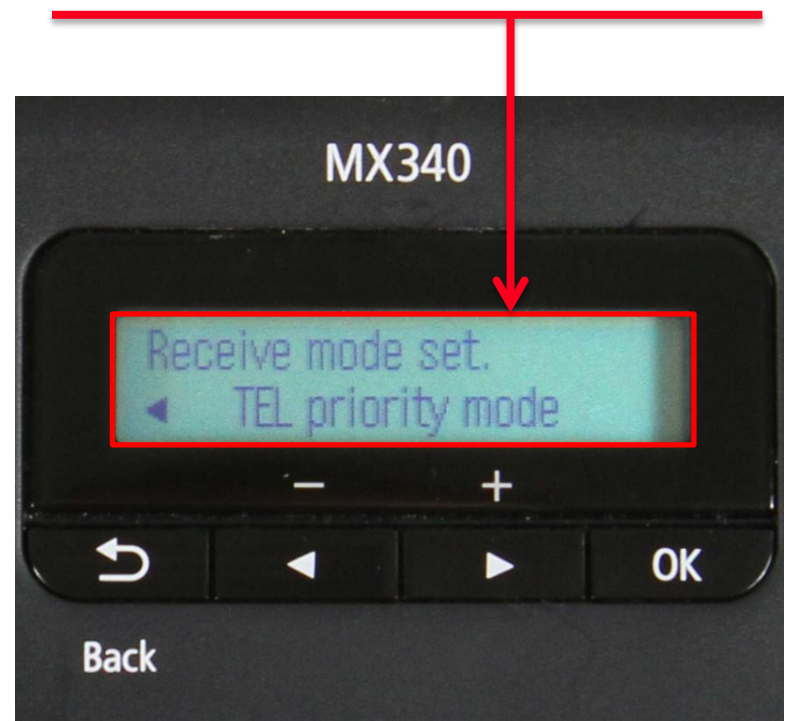 MX340
Receive mode set.
◄ TEL priority mode
− +
◄ ► OK
Back